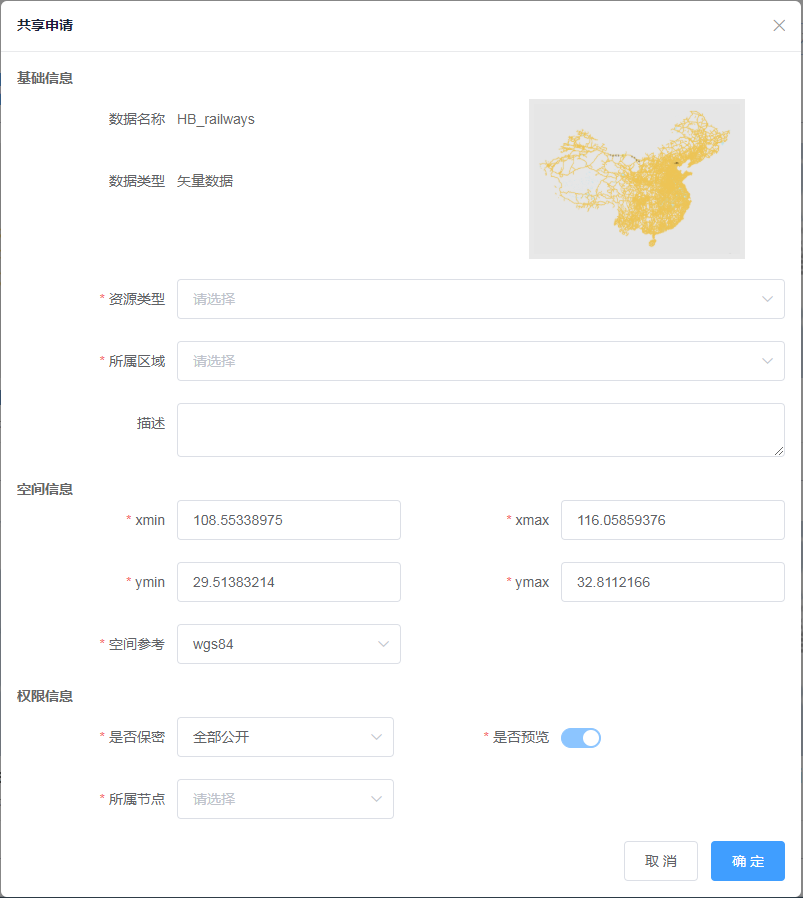 共享申请
基础信息
数据名称 HB_railways
数据类型 矢量数据
* 资源类型 请选择
* 所属区域 请选择
描述
空间信息
* xmin 108.55338975 * xmax 116.05859376
* ymin 29.51383214 * ymax 32.8112166
* 空间参考 wgs84
权限信息
* 是否保密 全部公开 * 是否预览
* 所属节点 请选择
取消 确定